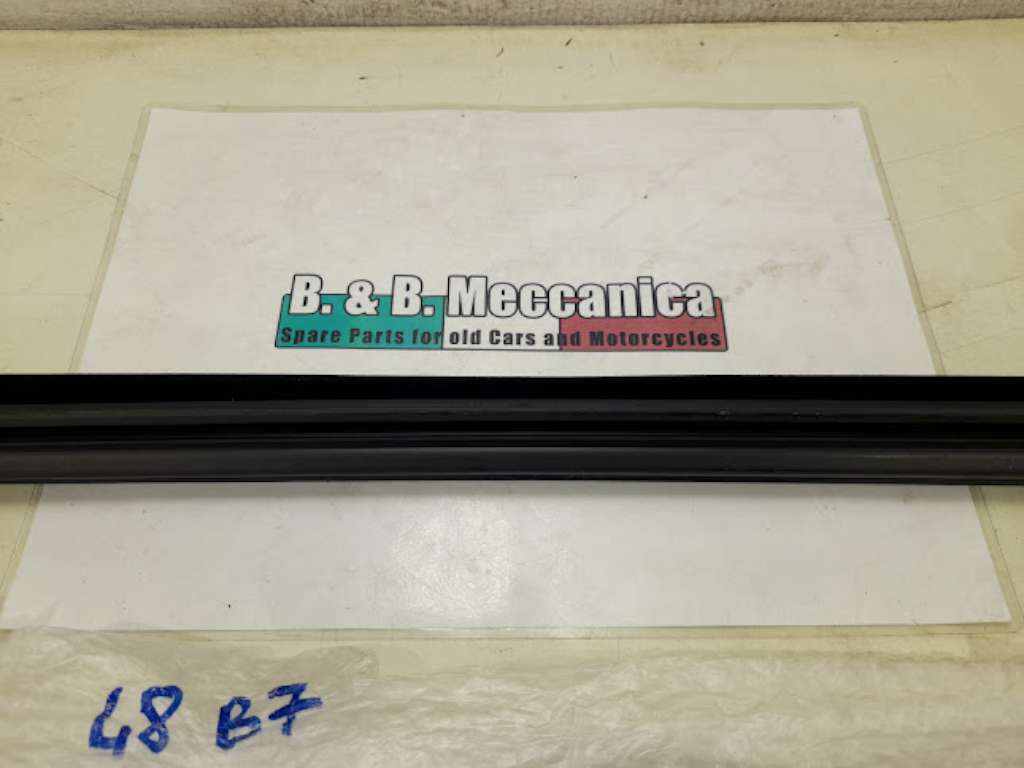 B. & B. Meccanica
Spare Parts for old Cars and Motorcycles
48 B7